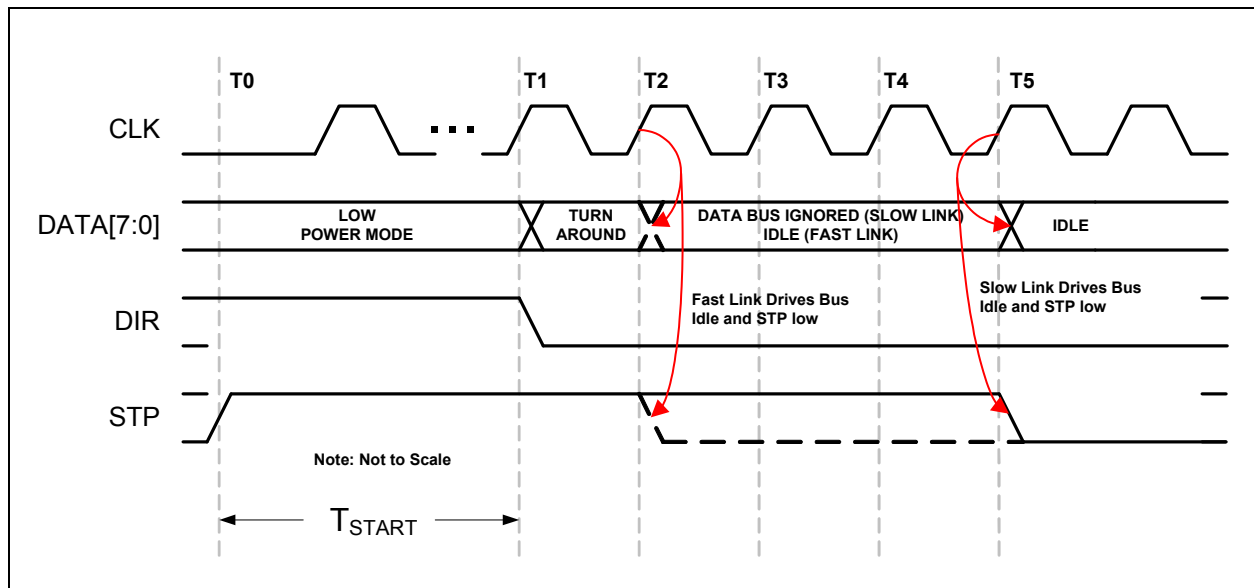 T0 T1 T2 T3 T4 T5
CLK
DATA[7:0]
LOW
POWER MODE
TURN
AROUND
DATA BUS IGNORED (SLOW LINK)
IDLE (FAST LINK)
IDLE
DIR
Fast Link Drives Bus
Idle and STP low
Slow Link Drives Bus
Idle and STP low
STP
Note: Not to Scale
TSTART